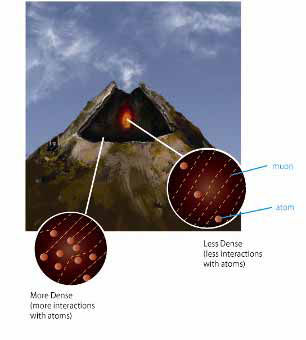 muon
atom
Less Dense
(less interactions
with atoms)
More Dense
(more interactions
with atoms)